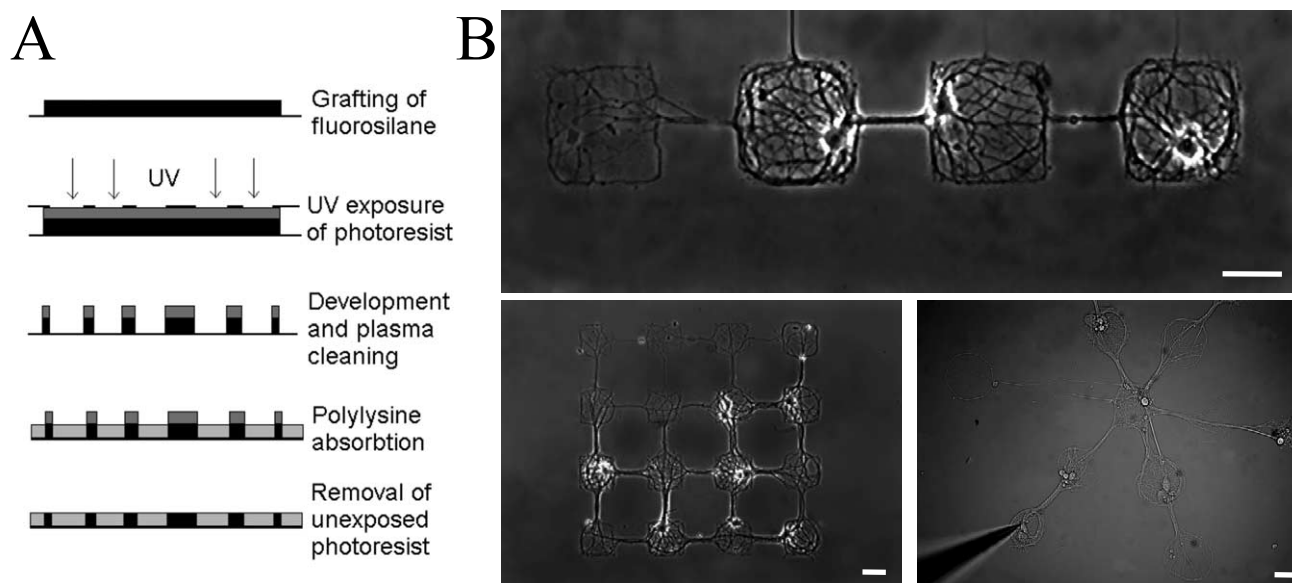 A
B
Grafting of
fluorosilane
UV
UV exposure
of photoresist
Development
and plasma
cleaning
Polylysine
absorbtion
Removal of
unexposed
photoresist